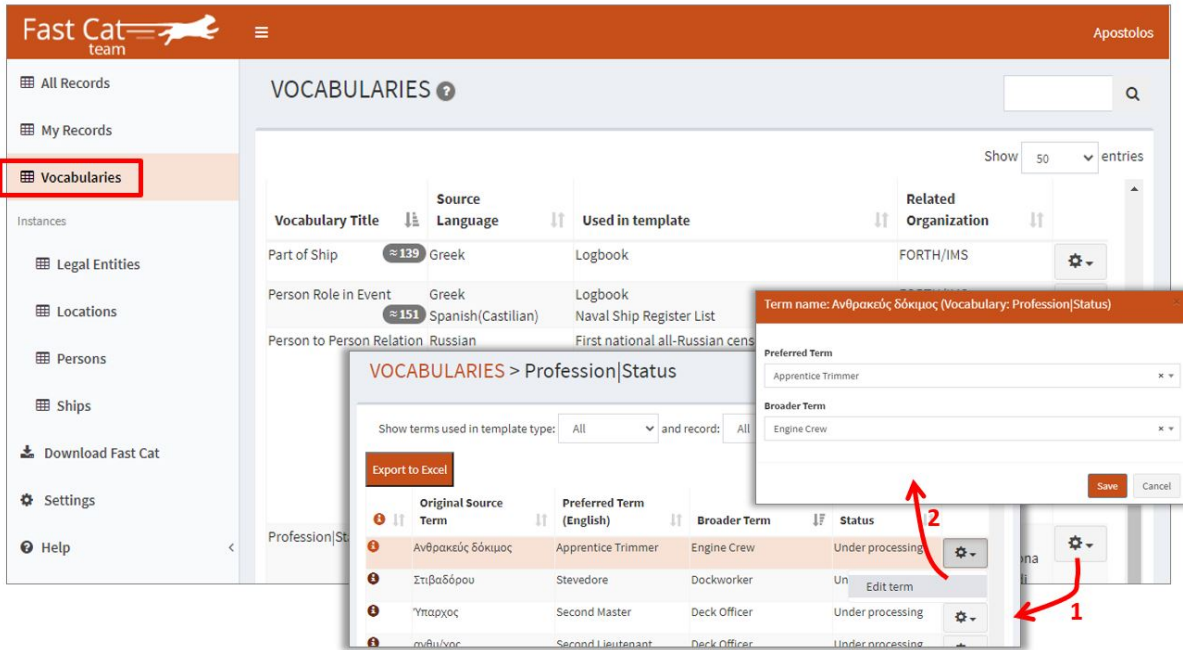 Fast Cat
team
Apostolos
All Records
My Records
Vocabularies
Instances
Legal Entities
Locations
Persons
Ships
Download Fast Cat
Settings
Help
VOCABULARIES
Show 50 entries
Vocabulary Title Source Language Used in template Related Organization
Part of Ship ≈139 Greek Logbook FORTH/IMS
Person Role in Event Greek Logbook
≈151 Spanish(Castilian) Naval Ship Register List
Person to Person Relation Russian First national all-Russian cens
Profession|St
VOCABULARIES > Profession|Status
Show terms used in template type: All and record: All
Export to Excel
Original Source Term Preferred Term (English) Broader Term Status
Ανθρακεύς δόκιμος Apprentice Trimmer Engine Crew Under processing
Στιβαδόρου Stevedore Dockworker Un
Edit term
Ύπαρχος Second Master Deck Officer Under processing
ανθυ/χος Second Lieutenant Deck Officer Under processing
Term name: Ανθρακεύς δόκιμος (Vocabulary: Profession|Status)
Preferred Term
Apprentice Trimmer
Broader Term
Engine Crew
Save Cancel
2
1